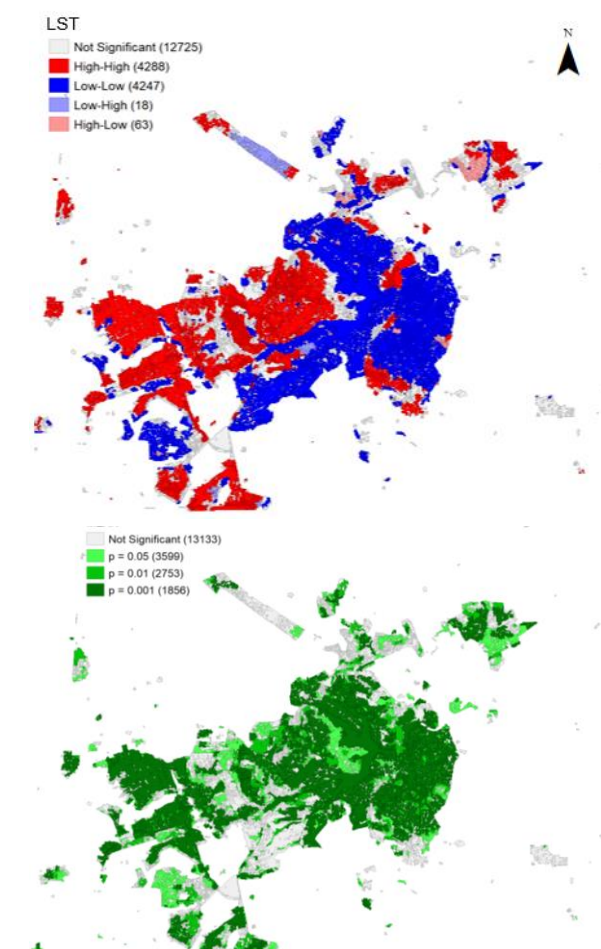 LST
N
Not Significant (12725)
High-High (4288)
Low-Low (4247)
Low-High (18)
High-Low (63)
Not Significant (13133)
p = 0.05 (3599)
p = 0.01 (2753)
p = 0.001 (1856)